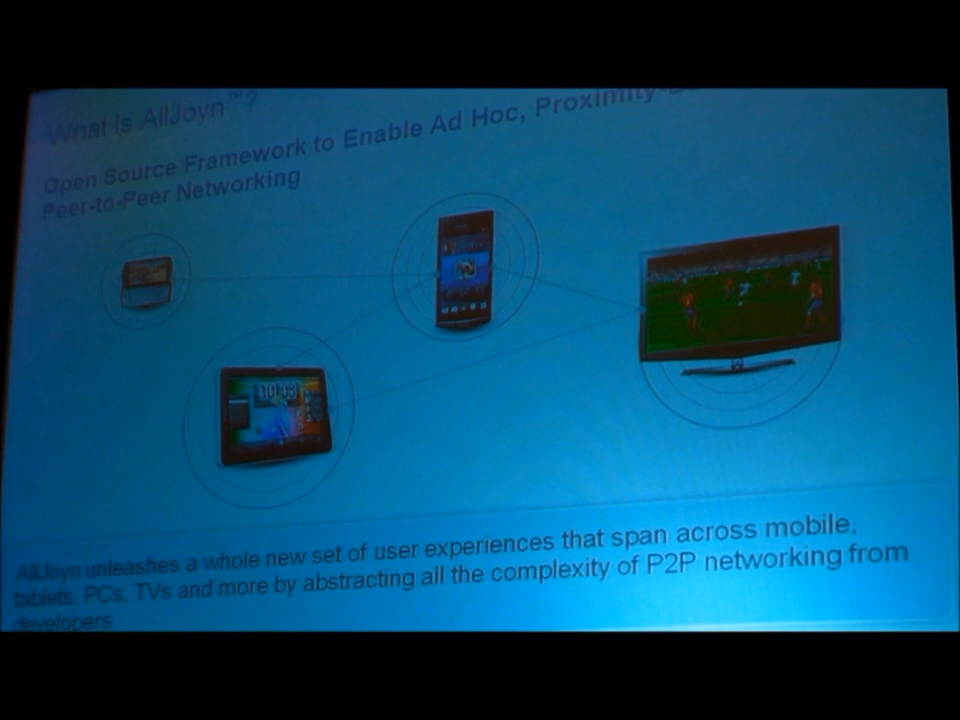 What Is AllJoyn™?
Open Source Framework to Enable Ad Hoc, Proximity-
Peer-to-Peer Networking
10 08
AllJoyn unleashes a whole new set of user experiences that span across mobile,
tablets, PCs, TVs and more by abstracting all the complexity of P2P networking from
developers